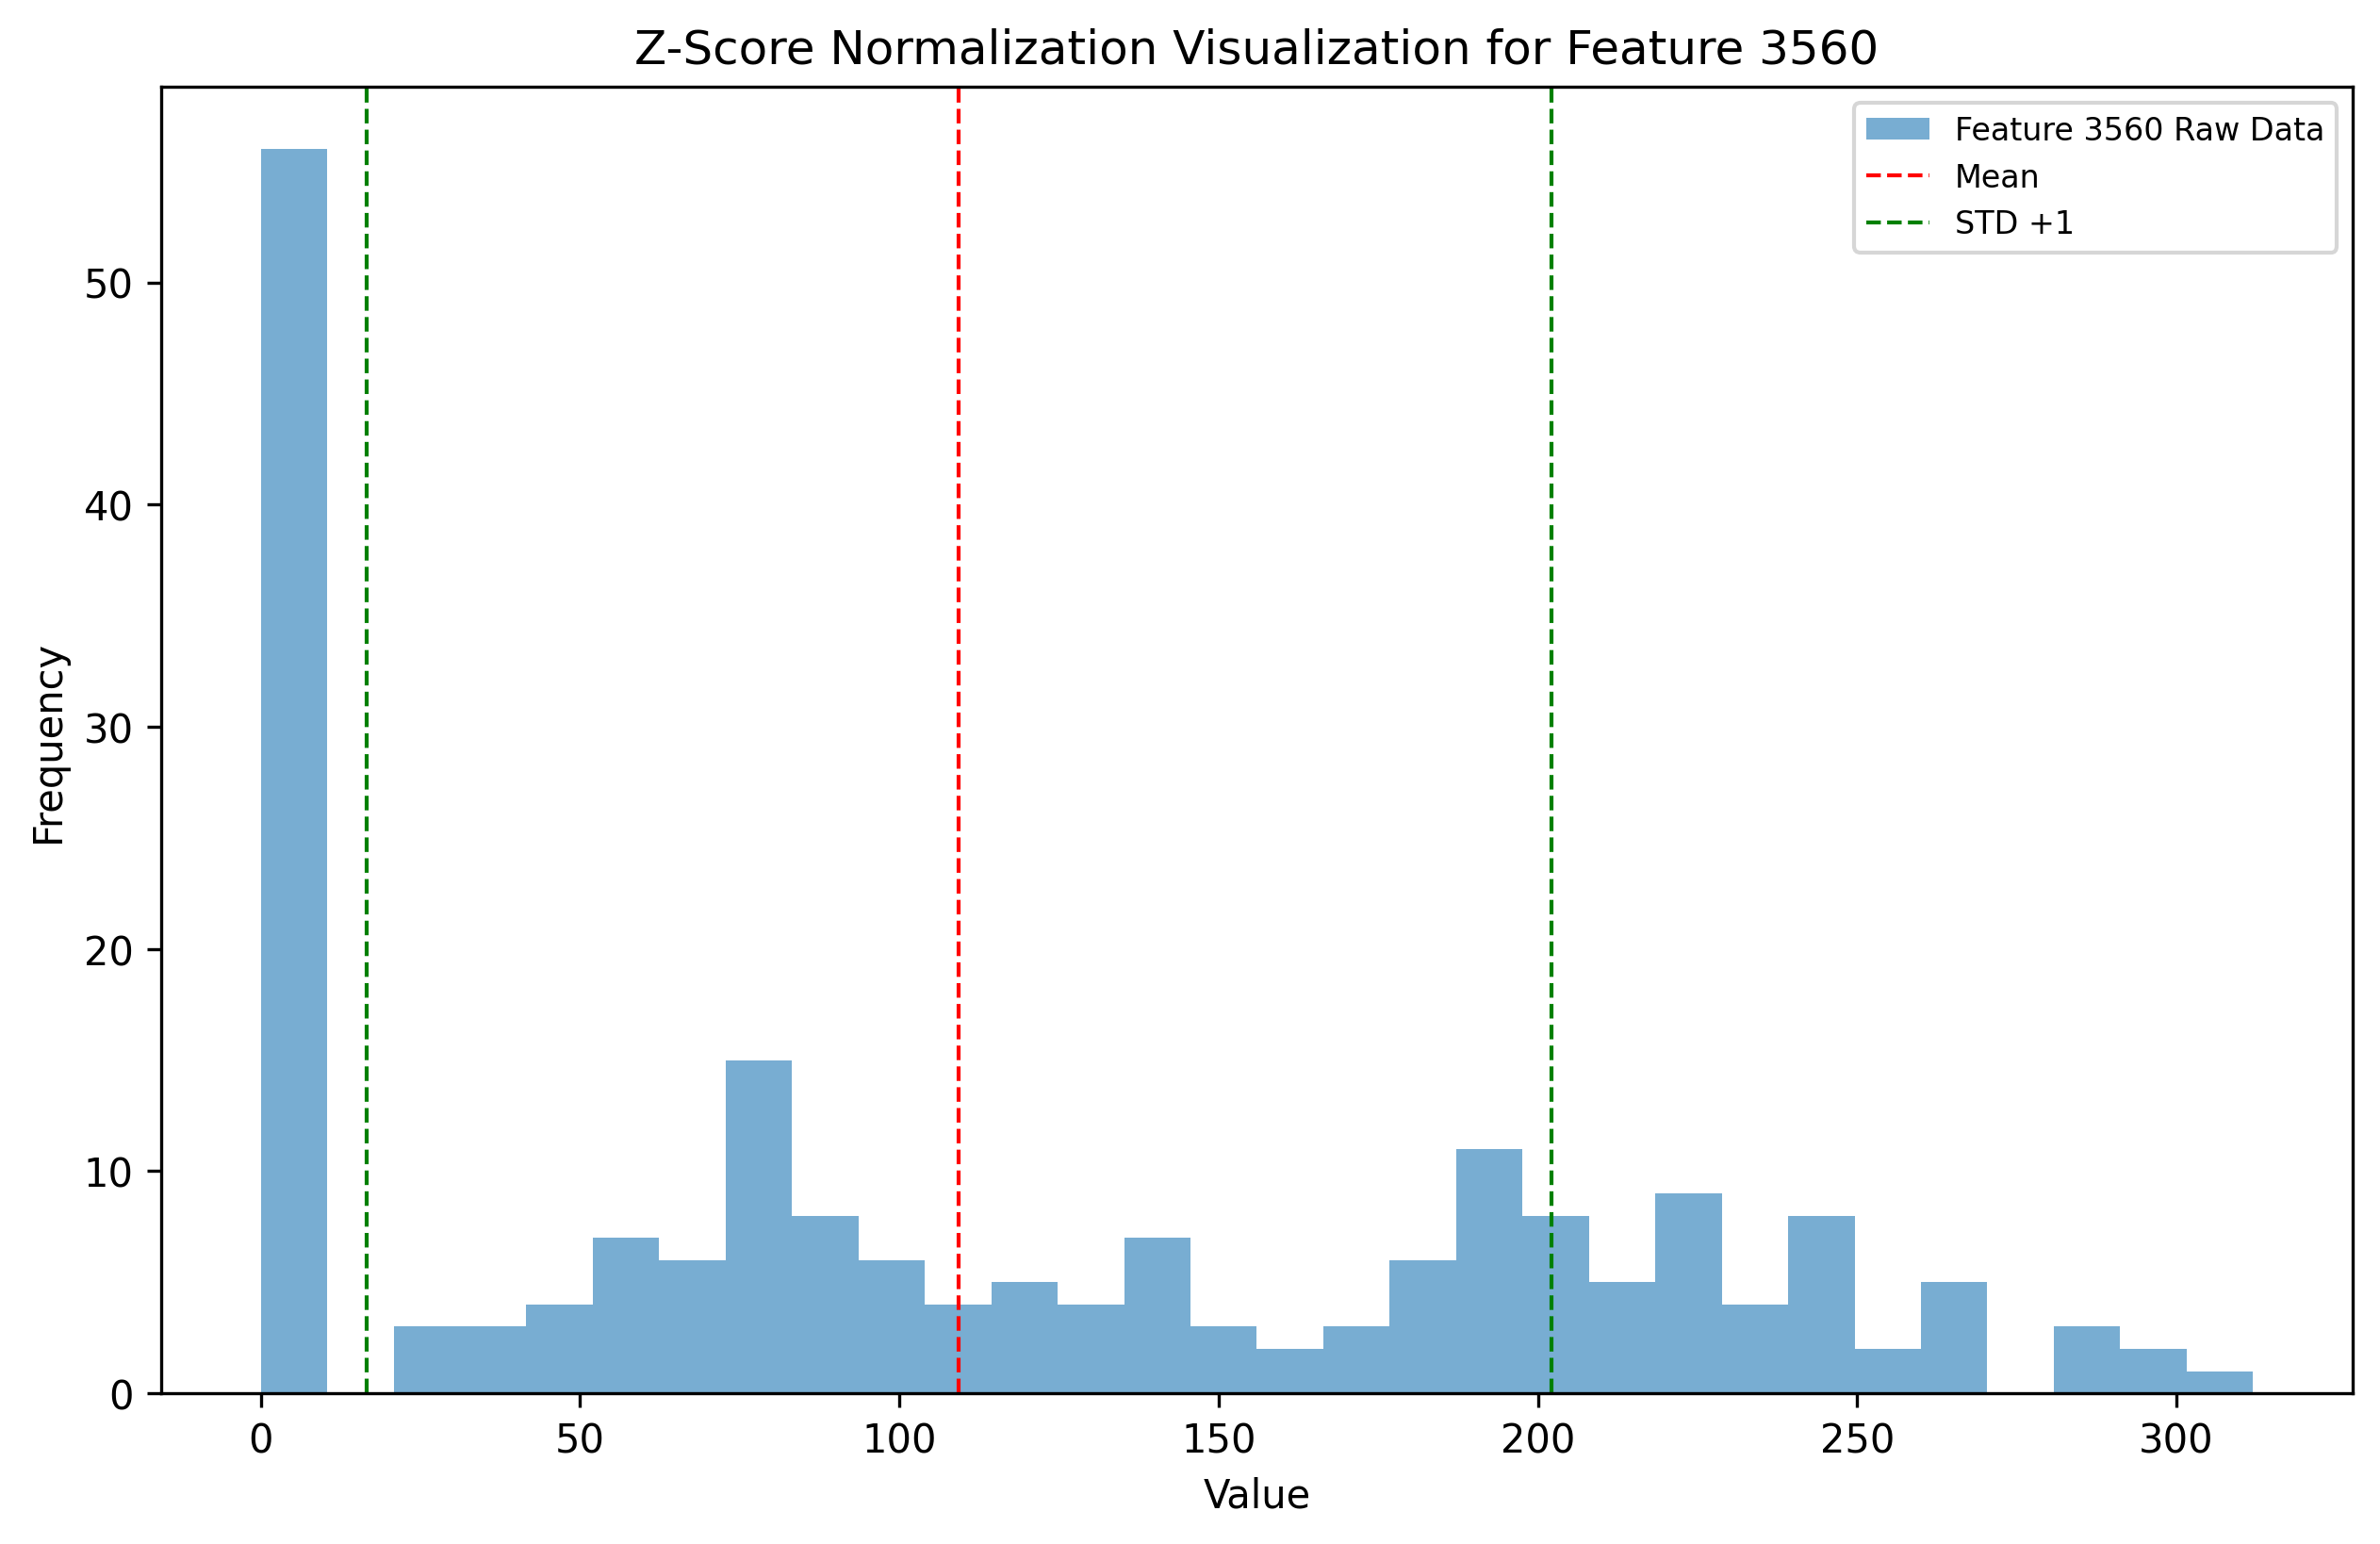 Z-Score Normalization Visualization for Feature 3560
Feature 3560 Raw Data
Mean
STD +1
50
40
30
20
10
0
Frequency
0 50 100 150 200 250 300
Value